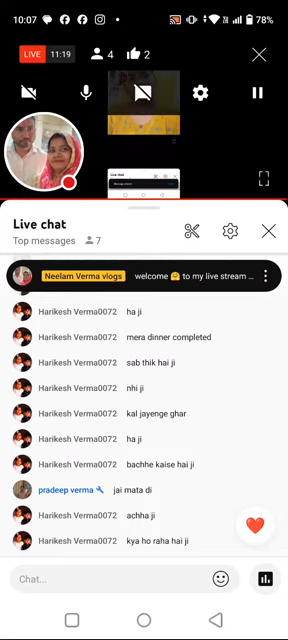 10:07
78%
LIVE 11:19 4 2
Live chat
Top messages 7
Neelam Verma vlogs welcome 🤗 to my live stream ...
Harikesh Verma0072 ha ji
Harikesh Verma0072 mera dinner completed
Harikesh Verma0072 sab thik hai ji
Harikesh Verma0072 nhi ji
Harikesh Verma0072 kal jayenge ghar
Harikesh Verma0072 ha ji
Harikesh Verma0072 bachhe kaise hai ji
pradeep verma jai mata di
Harikesh Verma0072 achha ji
Harikesh Verma0072 kya ho raha hai ji
Chat...